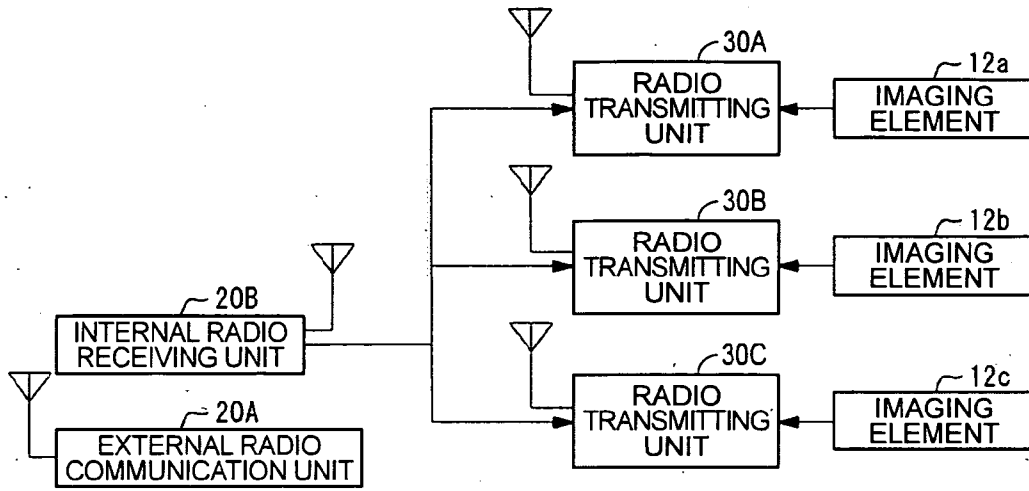 30A
RADIO
TRANSMITTING
UNIT
12a
IMAGING
ELEMENT
30B
RADIO
TRANSMITTING
UNIT
12b
IMAGING
ELEMENT
20B
INTERNAL RADIO
RECEIVING UNIT
30C
RADIO
TRANSMITTING
UNIT
12c
IMAGING
ELEMENT
20A
EXTERNAL RADIO
COMMUNICATION UNIT